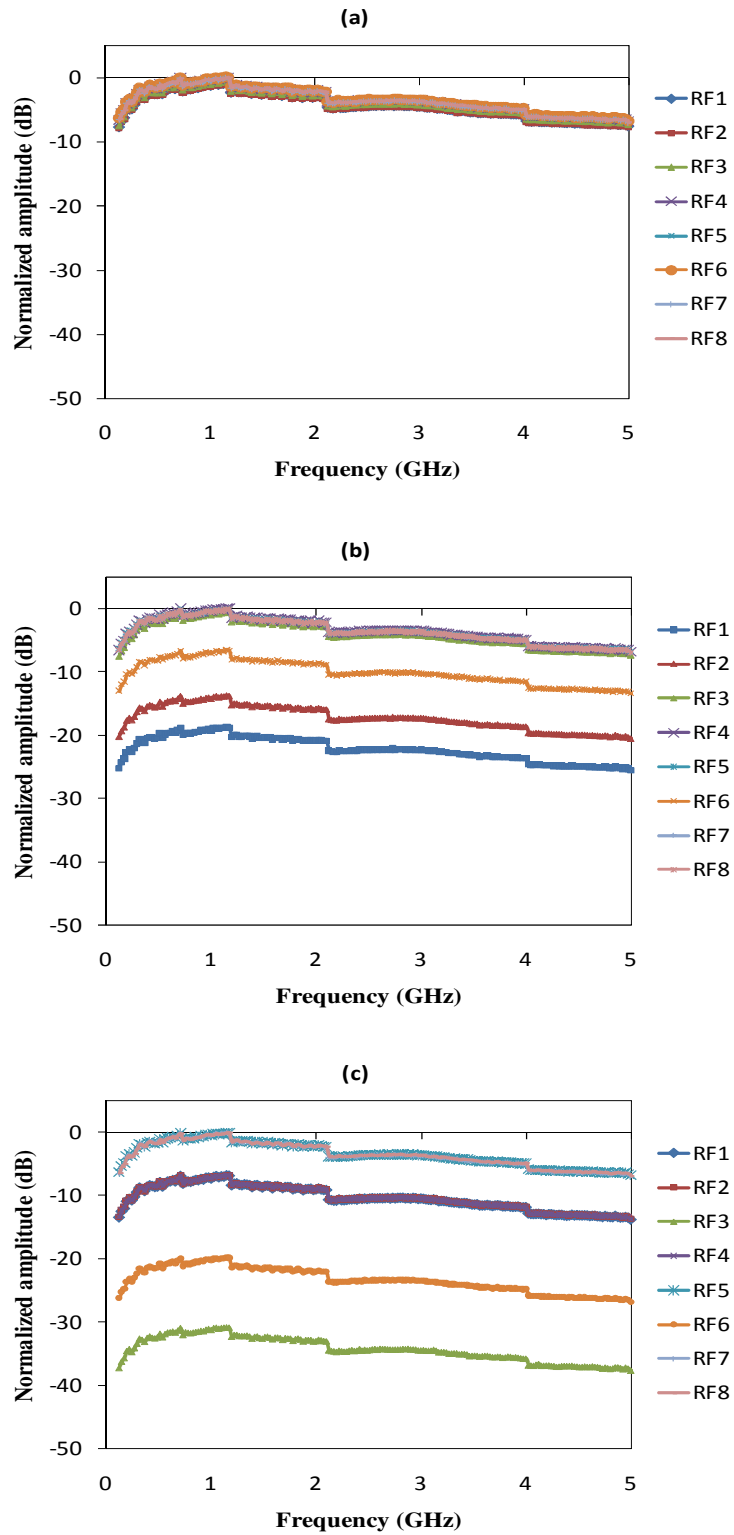 (a)
Normalized amplitude (dB)
0
-10
-20
-30
-40
-50
0 1 2 3 4 5
Frequency (GHz)
RF1
RF2
RF3
RF4
RF5
RF6
RF7
RF8
(b)
Normalized amplitude (dB)
0
-10
-20
-30
-40
-50
0 1 2 3 4 5
Frequency (GHz)
RF1
RF2
RF3
RF4
RF5
RF6
RF7
RF8
(c)
Normalized amplitude (dB)
0
-10
-20
-30
-40
-50
0 1 2 3 4 5
Frequency (GHz)
RF1
RF2
RF3
RF4
RF5
RF6
RF7
RF8